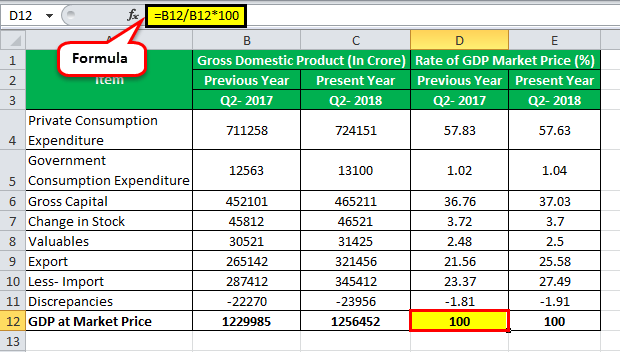 D12 fx =B12/B12*100
Formula
A B C D E
1 Gross Domestic Product (In Crore) Rate of GDP Market Price (%)
2 Item Previous Year Present Year Previous Year Present Year
3 Q2- 2017 Q2- 2018 Q2- 2017 Q2- 2018
Private Consumption
4 Expenditure 711258 724151 57.83 57.63
Government
5 Consumption Expenditure 12563 13100 1.02 1.04
6 Gross Capital 452101 465211 36.76 37.03
7 Change in Stock 45812 46521 3.72 3.7
8 Valuables 30521 31425 2.48 2.5
9 Export 265142 321456 21.56 25.58
10 Less- Import 287412 345412 23.37 27.49
11 Discrepancies -22270 -23956 -1.81 -1.91
12 GDP at Market Price 1229985 1256452 100 100
13